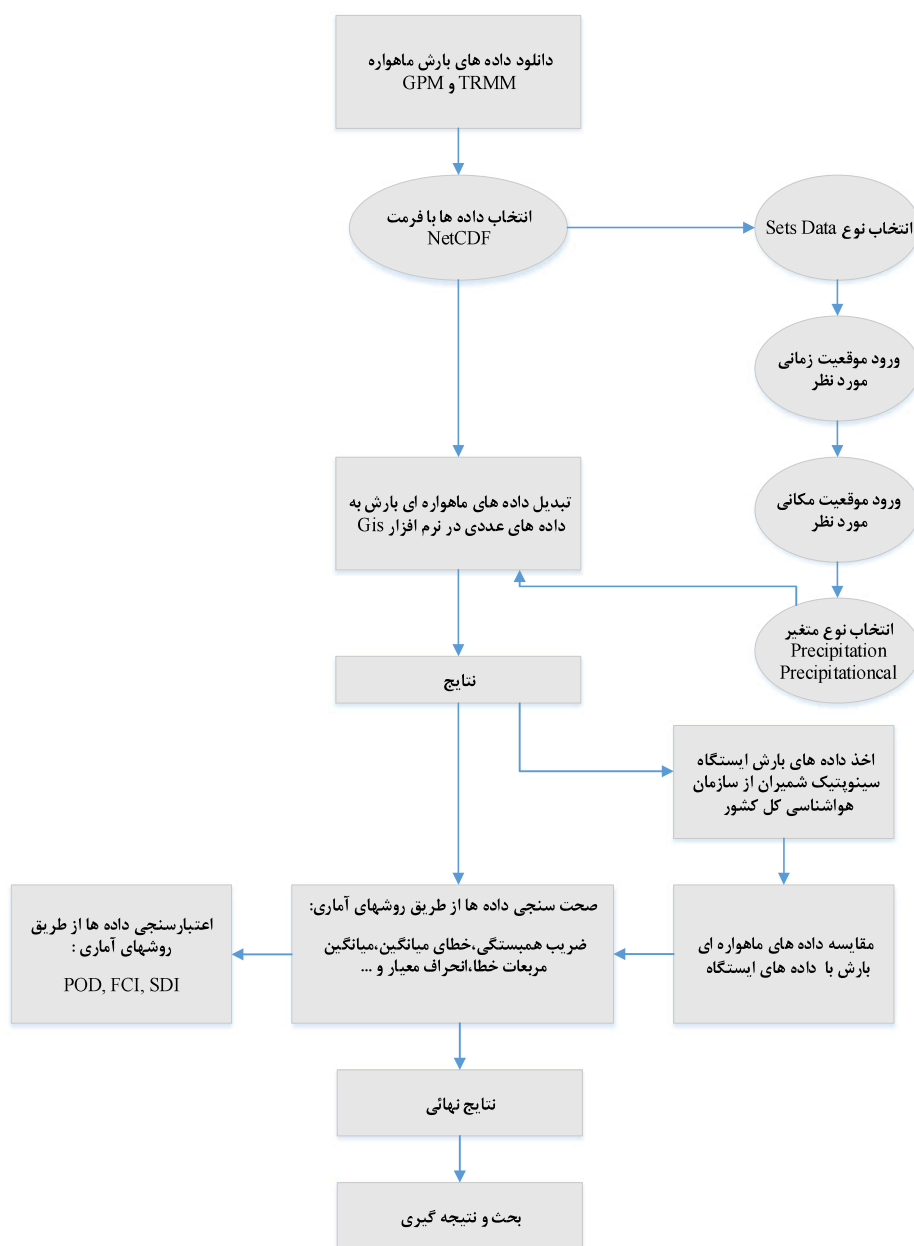 دانلود داده های بارش ماهواره
GPM و TRMM
انتخاب داده ها با فرمت
NetCDF
انتخاب نوع Sets Data
ورود موقعیت زمانی
مورد نظر
ورود موقعیت مکانی
مورد نظر
انتخاب نوع متغیر
Precipitation
Precipitationcal
تبدیل داده های ماهواره ای بارش به
داده های عددی در نرم افزار Gis
نتایج
اخذ داده های بارش ایستگاه
سینوپتیک شمیران از سازمان
هواشناسی کل کشور
مقایسه داده های ماهواره ای
بارش با داده های ایستگاه
صحت سنجی داده ها از طریق روشهای آماری:
ضریب همبستگی،خطای میانگین،میانگین
مربعات خطا،انحراف معیار و ...
اعتبارسنجی داده ها از طریق
روشهای آماری :
POD, FCI, SDI
نتایج نهائی
بحث و نتیجه گیری